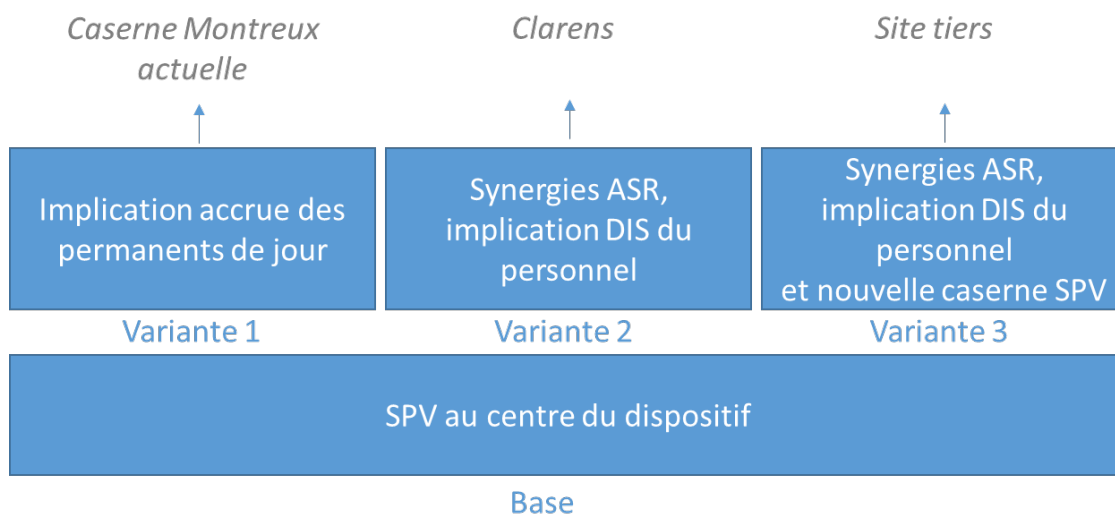 Caserne Montreux
actuelle
Clarens
Site tiers
Implication accrue des
permanents de jour
Synergies ASR,
implication DIS du
personnel
Synergies ASR,
implication DIS du
personnel
et nouvelle caserne SPV
Variante 1
Variante 2
Variante 3
SPV au centre du dispositif
Base